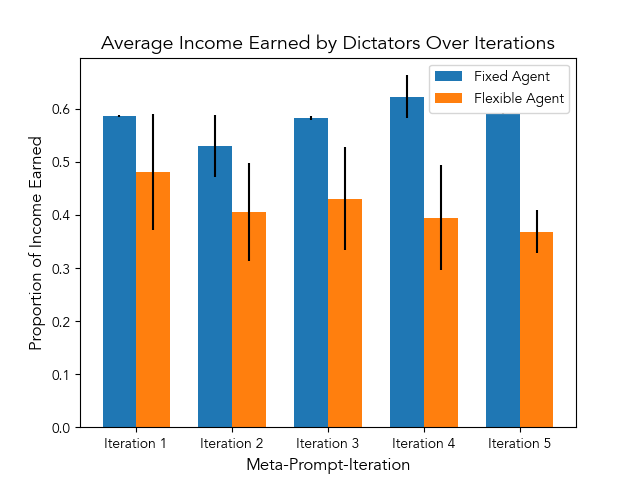 Average Income Earned by Dictators Over Iterations
Fixed Agent
Flexible Agent
Proportion of Income Earned
0.6
0.5
0.4
0.3
0.2
0.1
0.0
Iteration 1
Iteration 2
Iteration 3
Iteration 4
Iteration 5
Meta-Prompt-Iteration